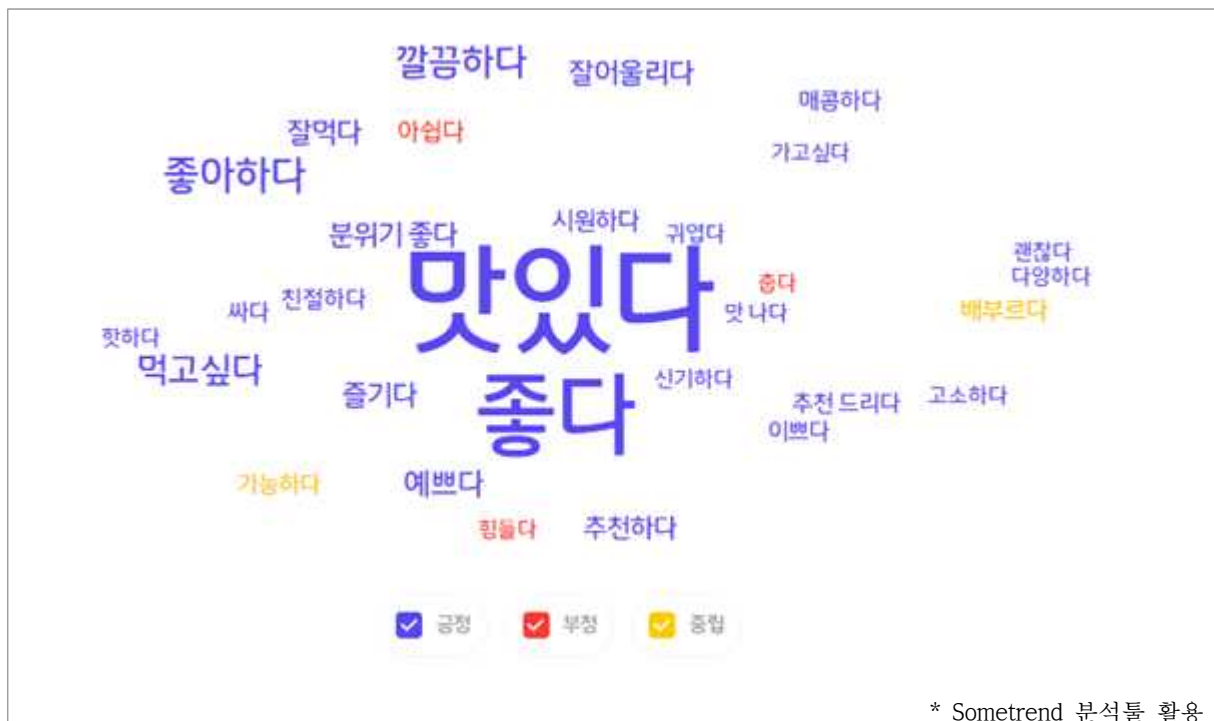 깔끔하다 잘어울리다
매콤하다
잘먹다 아쉽다
가고싶다
좋아하다
분위기 좋다 시원하다 귀엽다
괜찮다
다양하다
맛있다
춥다
배부르다
싸다 친절하다
맛 나다
핫하다
먹고싶다
즐기다
좋다
신기하다
추천 드리다 고소하다
이쁘다
가능하다 예쁘다
힘들다 추천하다
긍정 부정 중립
* Sometrend 분석툴 활용